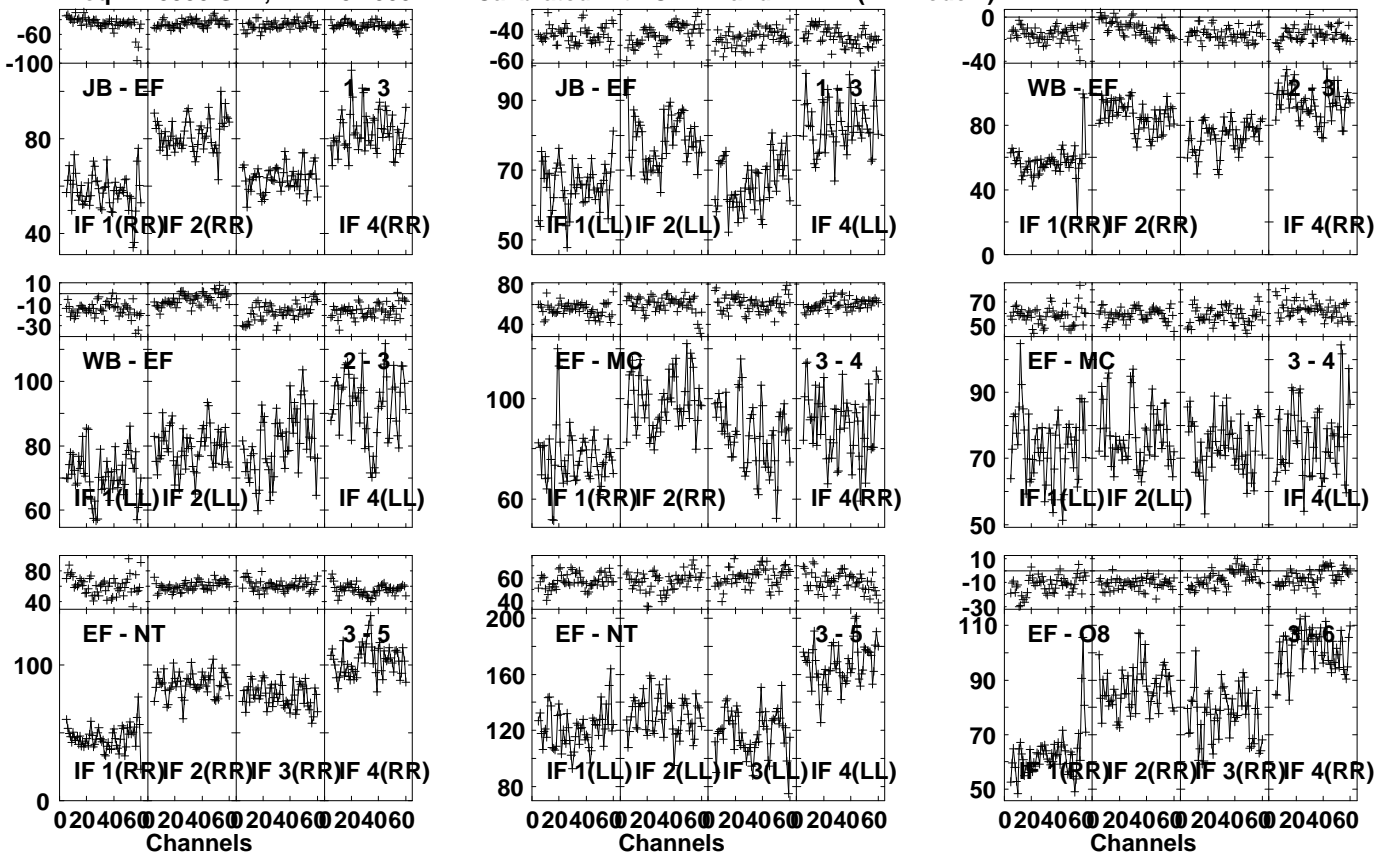 -60
-100
JB - EF
1 - 3
80
40
IF 1(RR)
IF 2(RR)
IF 4(RR)
-40
-60
JB - EF
1 - 3
90
70
50
IF 1(LL)
IF 2(LL)
IF 4(LL)
0
-40
WB - EF
2 - 3
80
40
0
IF 1(RR)
IF 2(RR)
IF 4(RR)
10
-10
-30
WB - EF
2 - 3
100
80
60
IF 1(LL)
IF 2(LL)
IF 4(LL)
80
40
EF - MC
3 - 4
100
60
IF 1(RR)
IF 2(RR)
IF 4(RR)
70
50
EF - MC
3 - 4
90
70
50
IF 1(LL)
IF 2(LL)
IF 4(LL)
80
40
EF - NT
3 - 5
100
0
IF 1(RR)
IF 2(RR)
IF 3(RR)
IF 4(RR)
0204060 0204060 0204060 0204060
Channels
60
40
EF - NT
3 - 5
200
160
120
80
IF 1(LL)
IF 2(LL)
IF 3(LL)
IF 4(LL)
0204060 0204060 0204060 0204060
Channels
10
-10
-30
EF - O8
3 - 6
110
90
70
50
IF 1(RR)
IF 2(RR)
IF 3(RR)
IF 4(RR)
0204060 0204060 0204060 0204060
Channels